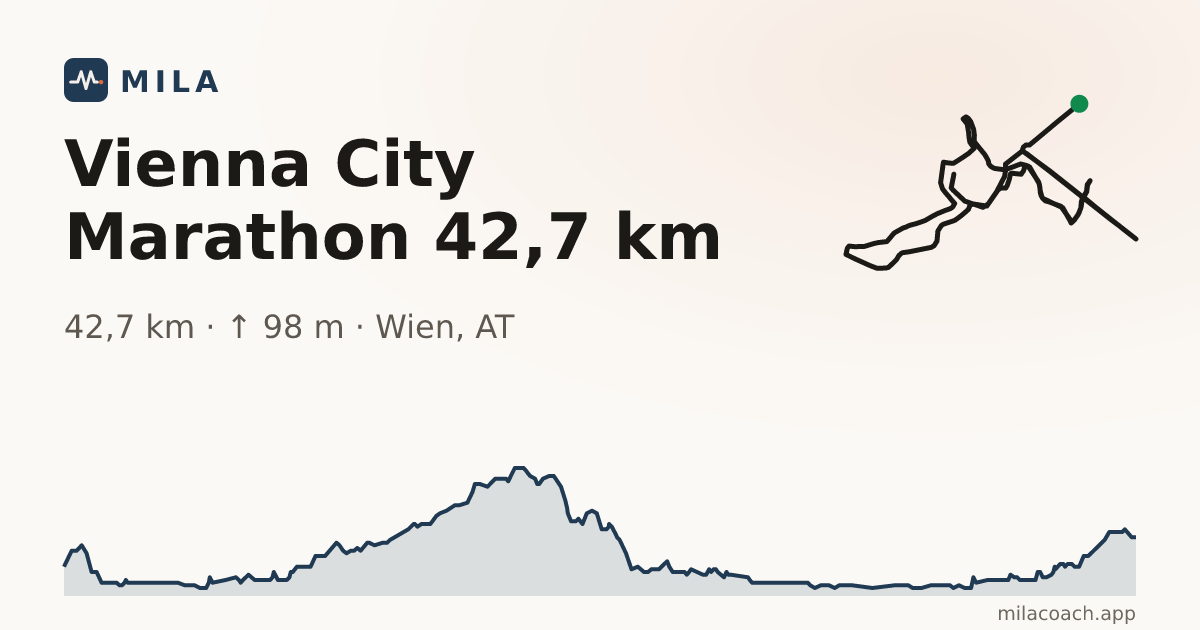 MILA
Vienna City
Marathon 42,7 km
42,7 km · ↑ 98 m · Wien, AT
milacoach.app